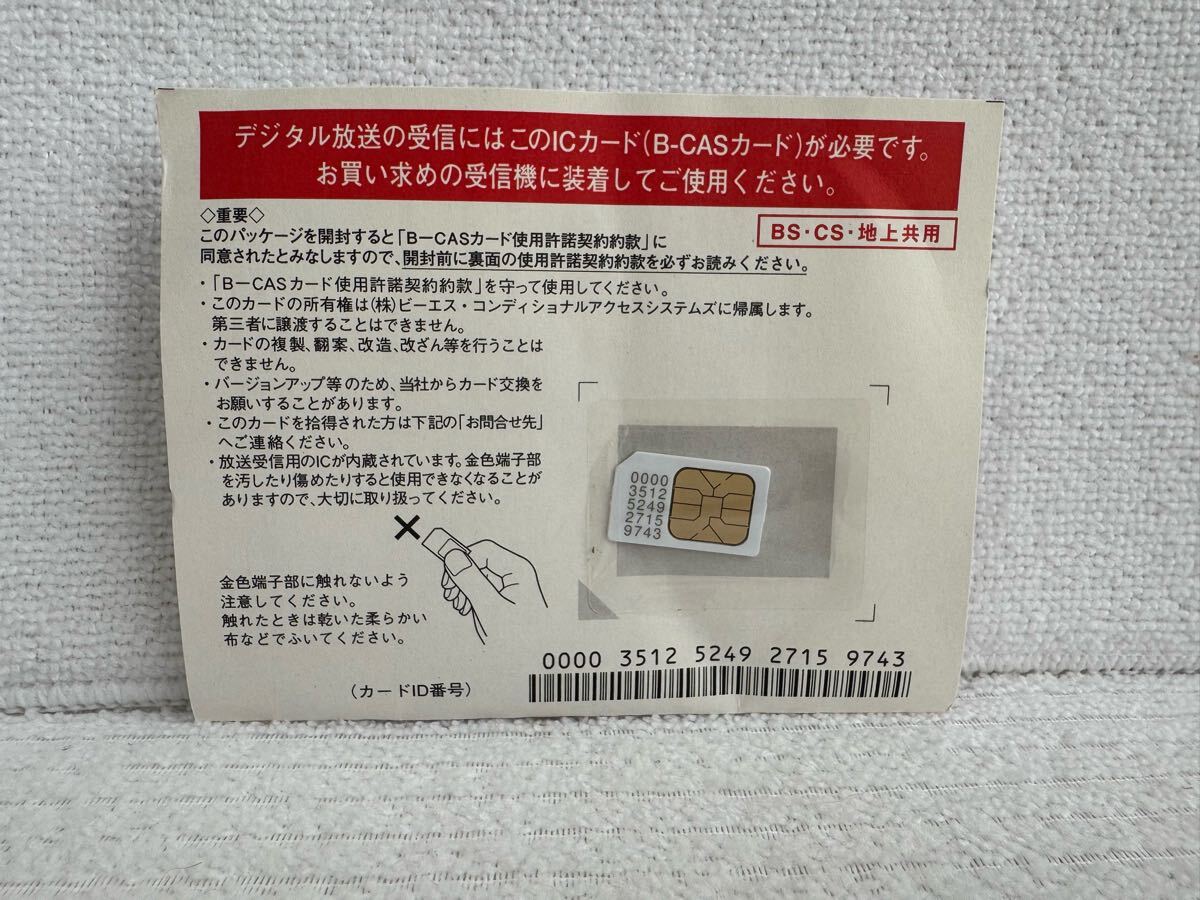 デジタル放送の受信にはこのICカード(B-CASカード)が必要です。
お買い求めの受信機に装着してご使用ください。
◇重要◇
このパッケージを開封すると「B－CASカード使用許諾契約約款」に
同意されたとみなしますので、開封前に裏面の使用許諾契約約款を必ずお読みください。
BS・CS・地上共用
・「B－CASカード使用許諾契約約款」を守って使用してください。
・このカードの所有権は(株)ビーエス・コンディショナルアクセスシステムズに帰属します。
第三者に譲渡することはできません。
・カードの複製、翻案、改造、改ざん等を行うことは
できません。
・バージョンアップ等のため、当社からカード交換を
お願いすることがあります。
・このカードを拾得された方は下記の「お問合せ先」
へご連絡ください。
・放送受信用のICが内蔵されています。金色端子部
を汚したり傷めたりすると使用できなくなることが
ありますので、大切に取り扱ってください。
0000
3512
5249
2715
9743
金色端子部に触れないよう
注意してください。
触れたときは乾いた柔らかい
布などでふいてください。
0000 3512 5249 2715 9743
(カードID番号)